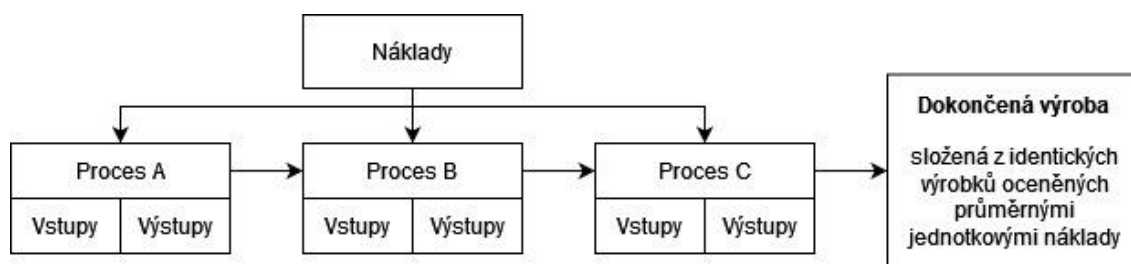 Náklady
Proces A
Vstupy
Výstupy
Proces B
Vstupy
Výstupy
Proces C
Vstupy
Výstupy
Dokončená výroba
složená z identických
výrobků oceněných
průměrnými
jednotkovými náklady